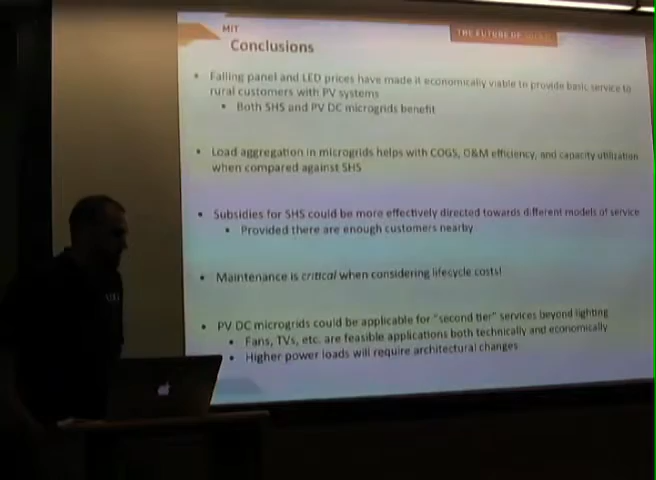 MIT
THE FUTURE OF SOLAR
Conclusions
• Falling panel and LED prices have made it economically viable to provide basic service to
rural customers with PV systems
• Both SHS and PV DC microgrids benefit
• Load aggregation in microgrids helps with COGS, O&M efficiency, and capacity utilization
when compared against SHS
• Subsidies for SHS could be more effectively directed towards different models of service
• Provided there are enough customers nearby
• Maintenance is critical when considering lifecycle costs!
• PV DC microgrids could be applicable for "second tier" services beyond lighting
• Fans, TVs, etc. are feasible applications both technically and economically
• Higher power loads will require architectural changes